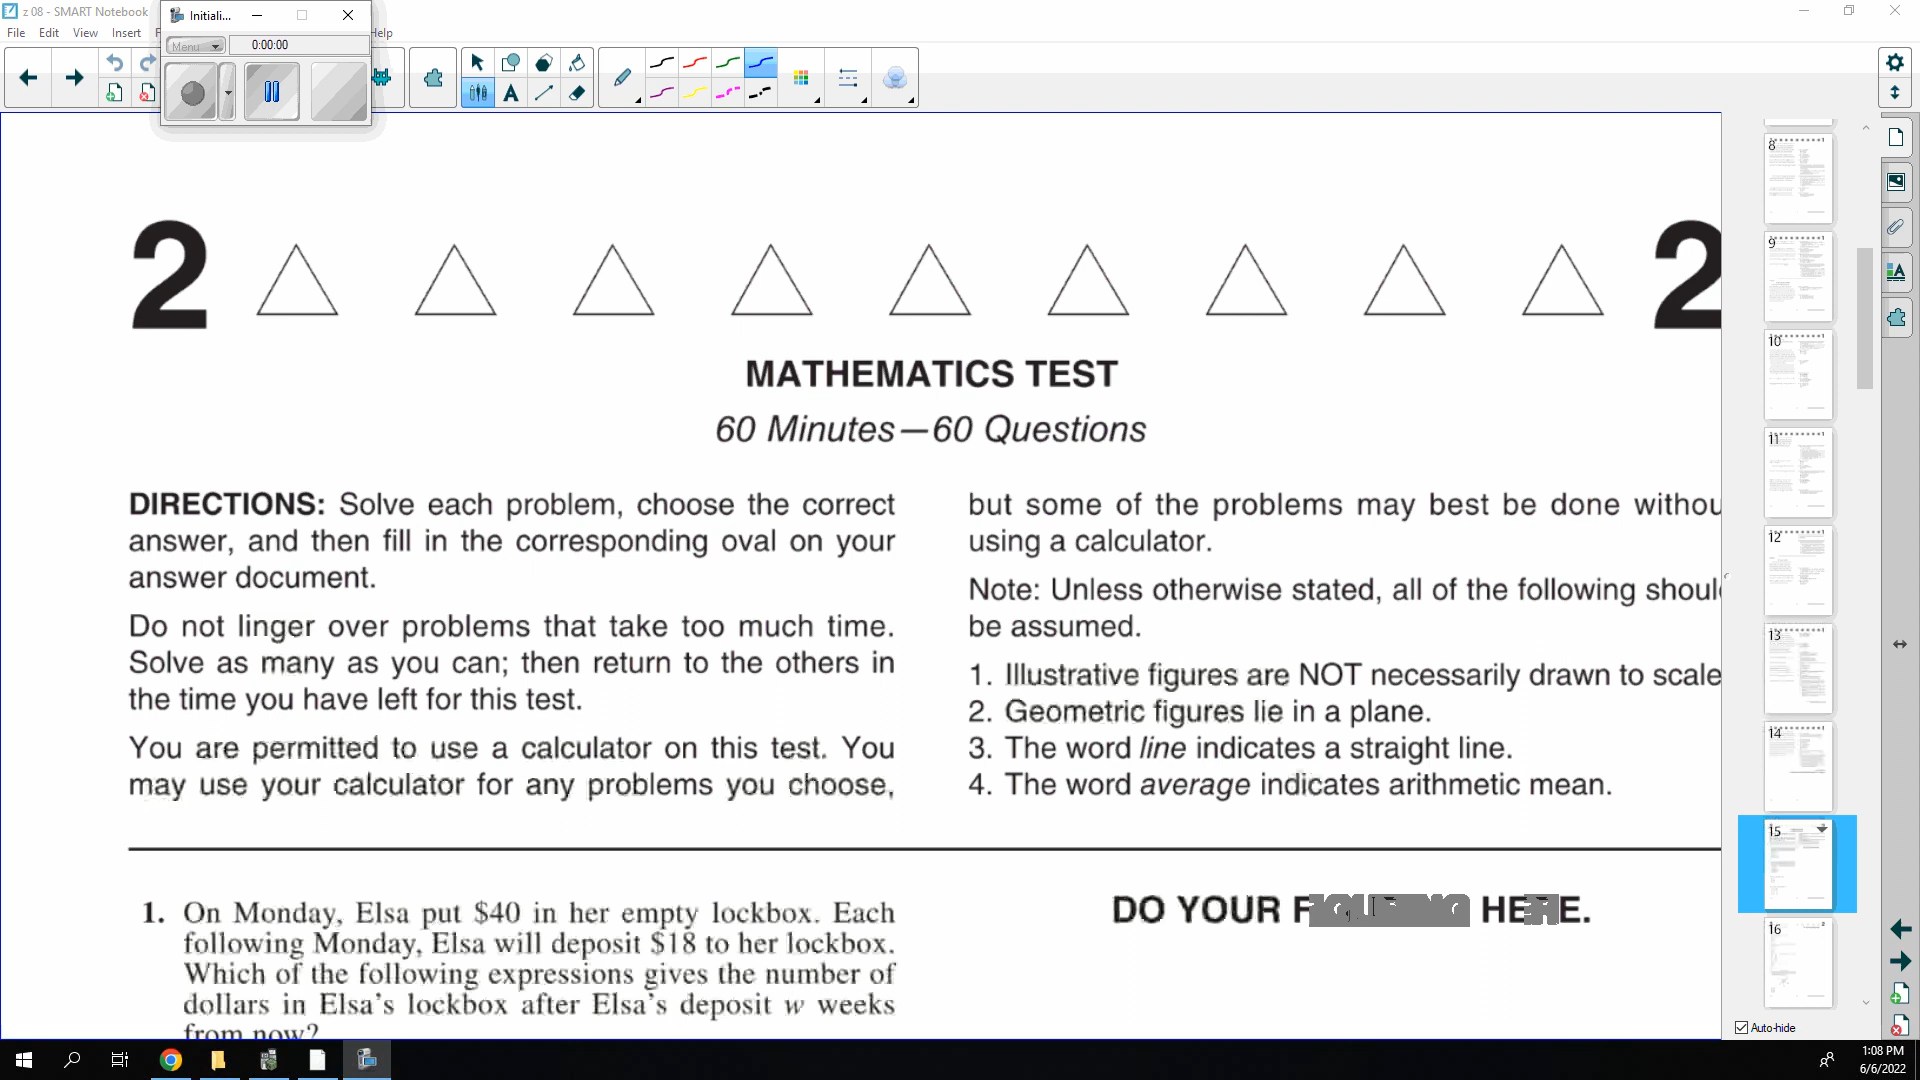 z 08 - SMART Notebook
Initiali...
File Edit View Insert
elp
Menu
0:00:00
2 2
MATHEMATICS TEST
60 Minutes—60 Questions
DIRECTIONS: Solve each problem, choose the correct
answer, and then fill in the corresponding oval on your
answer document.
Do not linger over problems that take too much time.
Solve as many as you can; then return to the others in
the time you have left for this test.
You are permitted to use a calculator on this test. You
may use your calculator for any problems you choose,
but some of the problems may best be done withou
using a calculator.
Note: Unless otherwise stated, all of the following shoul
be assumed.
1. Illustrative figures are NOT necessarily drawn to scale
2. Geometric figures lie in a plane.
3. The word line indicates a straight line.
4. The word average indicates arithmetic mean.
1. On Monday, Elsa put $40 in her empty lockbox. Each
following Monday, Elsa will deposit $18 to her lockbox.
Which of the following expressions gives the number of
dollars in Elsa's lockbox after Elsa's deposit w weeks
from now?
DO YOUR FIGURING HERE.
8
9
10
11
12
13
14
15
16
Auto-hide
1:08 PM
6/6/2022